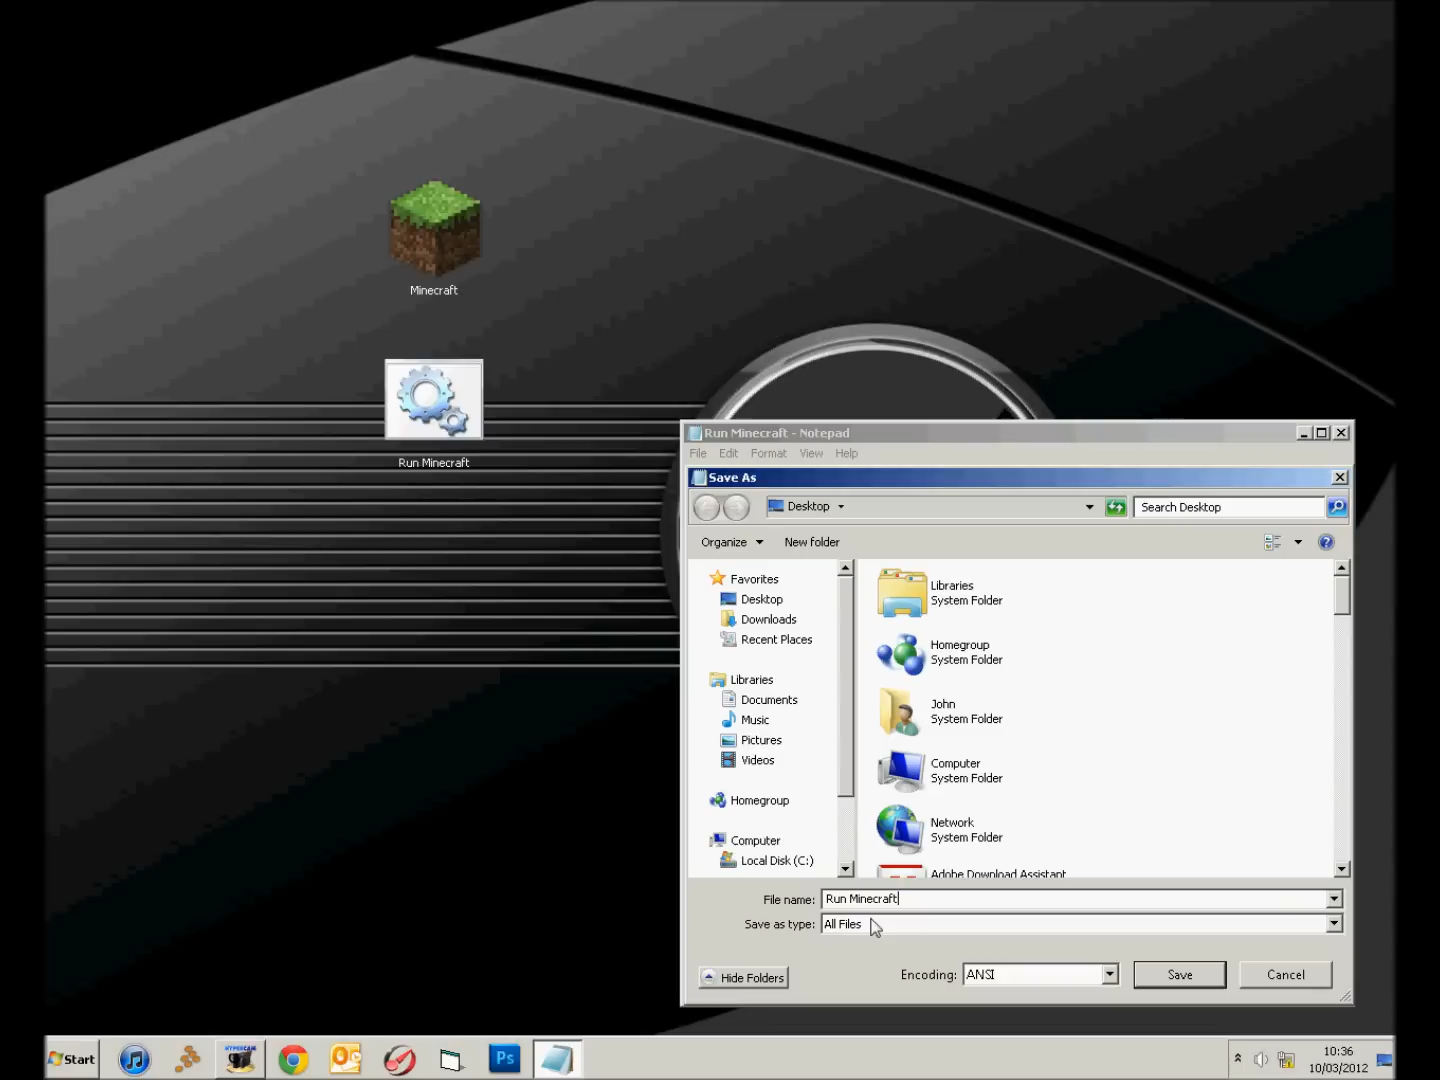 Minecraft
Run Minecraft
Run Minecraft - Notepad
File Edit Format View Help
Save As
Desktop
Search Desktop
Organize
New folder
Favorites
Desktop
Downloads
Recent Places
Libraries
Documents
Music
Pictures
Videos
Homegroup
Computer
Local Disk (C:)
Libraries
System Folder
Homegroup
System Folder
John
System Folder
Computer
System Folder
Network
System Folder
Adobe Download Assistant
File name: Run Minecraft
Save as type: All Files
Hide Folders
Encoding: ANSI
Save
Cancel
Start
HYPERCAM
Ps
10:36
10/03/2012